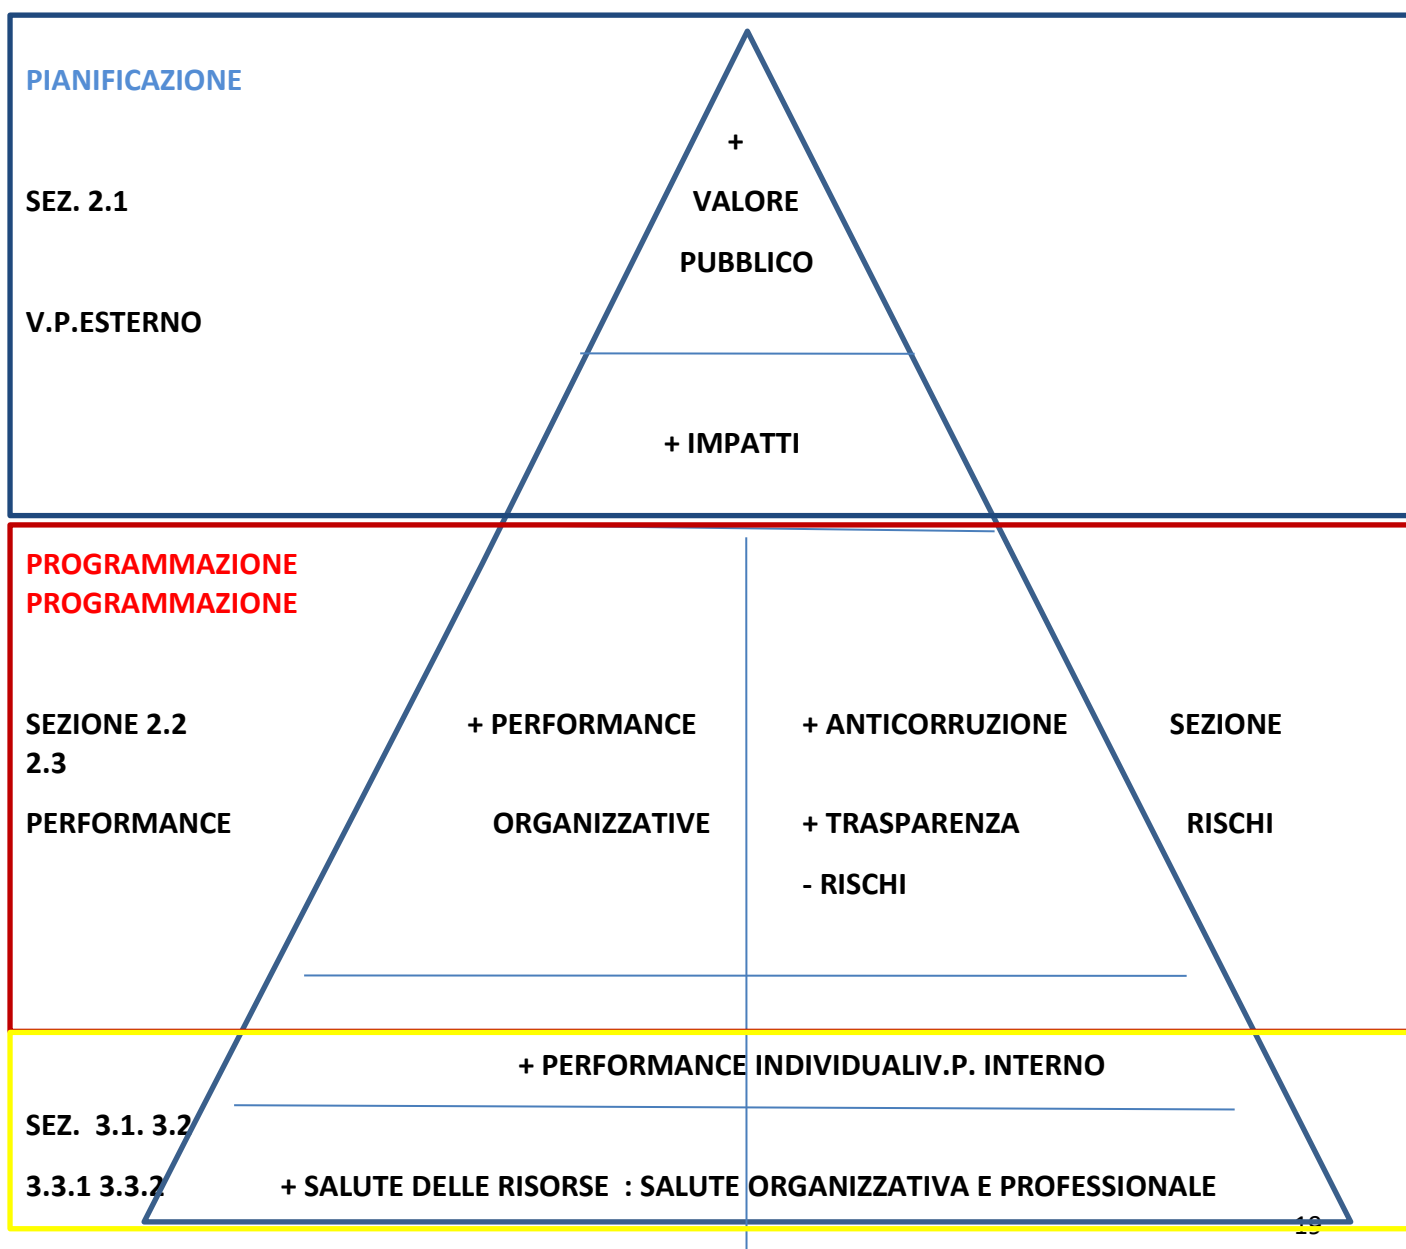 PIANIFICAZIONE
+
SEZ. 2.1 VALORE
PUBBLICO
V.P.ESTERNO
+ IMPATTI
PROGRAMMAZIONE
PROGRAMMAZIONE
SEZIONE 2.2 + PERFORMANCE + ANTICORRUZIONE SEZIONE
2.3
PERFORMANCE ORGANIZZATIVE + TRASPARENZA RISCHI
- RISCHI
+ PERFORMANCE INDIVIDUALIV.P. INTERNO
SEZ. 3.1. 3.2
3.3.1 3.3.2 + SALUTE DELLE RISORSE : SALUTE ORGANIZZATIVA E PROFESSIONALE
19